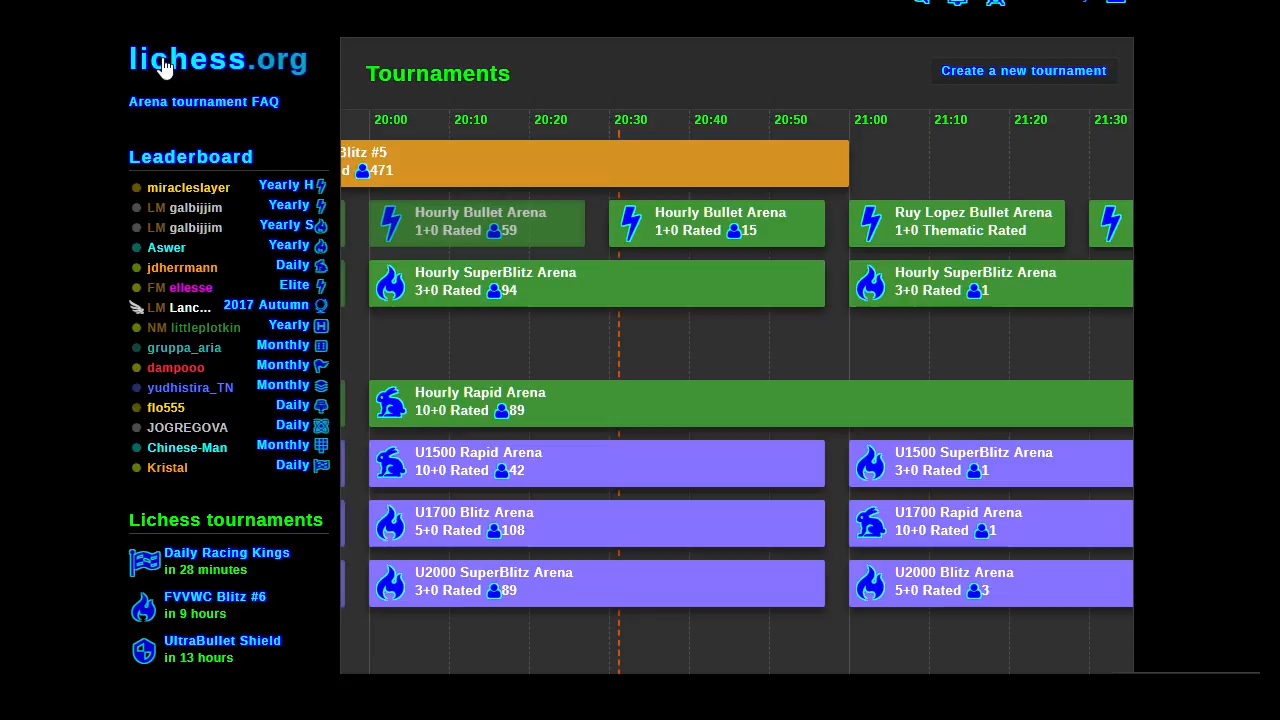 lichess.org
Arena tournament FAQ
Leaderboard
miracleslayer Yearly H
LM galbijjim Yearly
LM galbijjim Yearly S
Aswer Yearly
jdherrmann Daily
FM ellesse Elite
LM Lanc... 2017 Autumn
NM littleplotkin Yearly
gruppa_aria Monthly
dampooo Monthly
yudhistira_TN Monthly
flo555 Daily
JOGREGOVA Daily
Chinese-Man Monthly
Kristal Daily
Lichess tournaments
Daily Racing Kings
in 28 minutes
FVVWC Blitz #6
in 9 hours
UltraBullet Shield
in 13 hours
Tournaments
Create a new tournament
20:00 20:10 20:20 20:30 20:40 20:50 21:00 21:10 21:20 21:30
Blitz #5
d 471
Hourly Bullet Arena
1+0 Rated 59
Hourly Bullet Arena
1+0 Rated 15
Ruy Lopez Bullet Arena
1+0 Thematic Rated
Hourly SuperBlitz Arena
3+0 Rated 94
Hourly SuperBlitz Arena
3+0 Rated 1
Hourly Rapid Arena
10+0 Rated 89
U1500 Rapid Arena
10+0 Rated 42
U1500 SuperBlitz Arena
3+0 Rated 1
U1700 Blitz Arena
5+0 Rated 108
U1700 Rapid Arena
10+0 Rated 1
U2000 SuperBlitz Arena
3+0 Rated 89
U2000 Blitz Arena
5+0 Rated 3